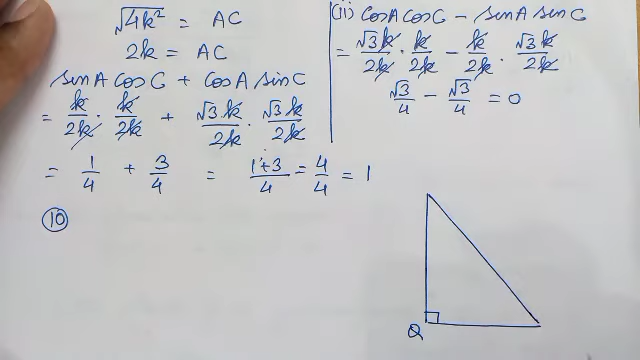 √4k² = AC
2k = AC
sinA cosC + cosA sinC
= k/2k · k/2k + √3k/2k · √3k/2k
= 1/4 + 3/4 = 1+3/4 = 4/4 = 1
(ii) cosA cosC − sinA sinC
= √3k/2k · k/2k − k/2k · √3k/2k
√3/4 − √3/4 = 0
10
Q